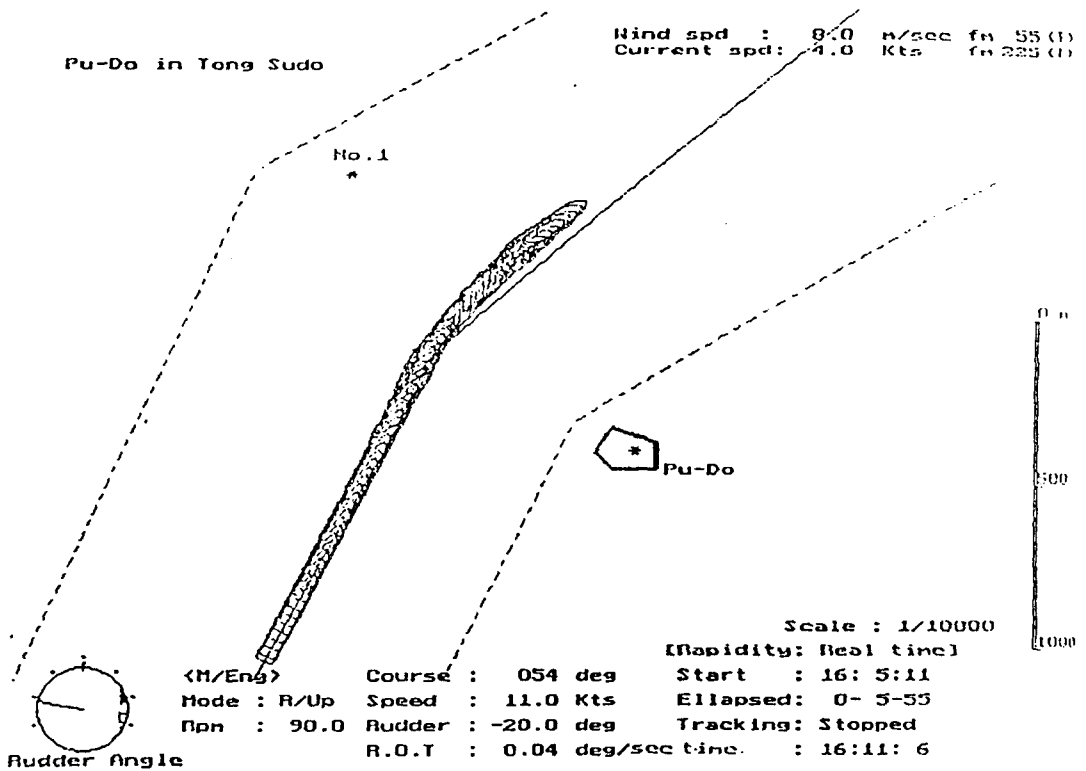 Wind spd : 8.0 m/sec fm 55 (T)
Current spd: 4.0 Kts fm 225 (T)
Pu-Do in Tong Sudo
No.1
*
0 m
*
Pu-Do
500
Scale : 1/10000
1000
[Rapidity: Real time]
<M/Eng> Course : 054 deg Start : 16: 5:11
Mode : R/Up Speed : 11.0 Kts Ellapsed: 0- 5-55
Rpm : 90.0 Rudder : -20.0 deg Tracking: Stopped
R.O.T : 0.04 deg/sec time. : 16:11: 6
Rudder Angle